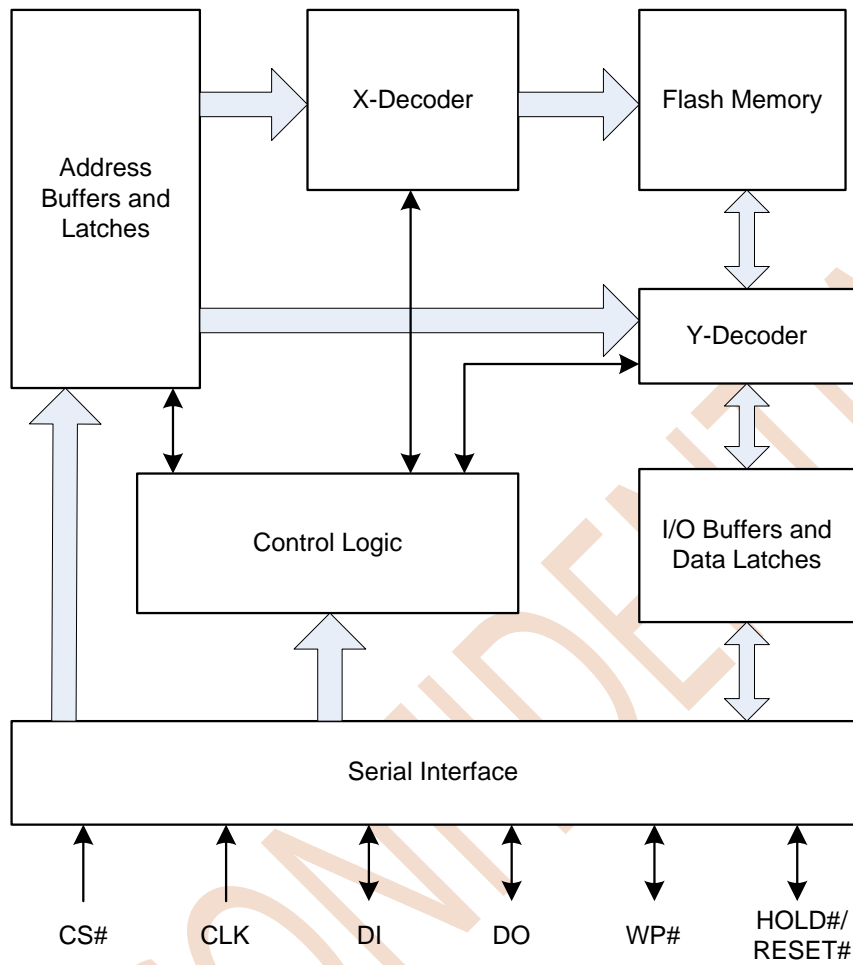 X-Decoder
Flash Memory
Address
Buffers and
Latches
Y-Decoder
Control Logic
I/O Buffers and
Data Latches
Serial Interface
CS#
CLK
DI
DO
WP#
HOLD#/
RESET#